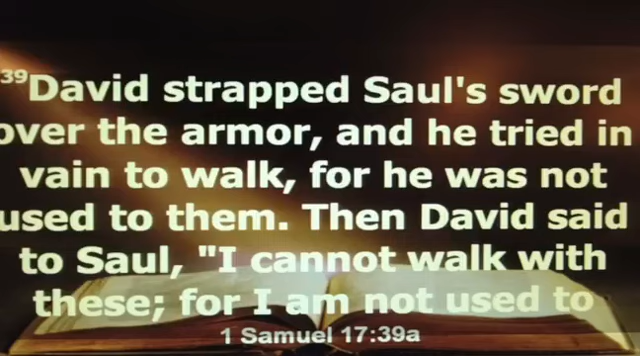 39David strapped Saul's sword
over the armor, and he tried in
vain to walk, for he was not
used to them. Then David said
to Saul, "I cannot walk with
these; for I am not used to
1 Samuel 17:39a